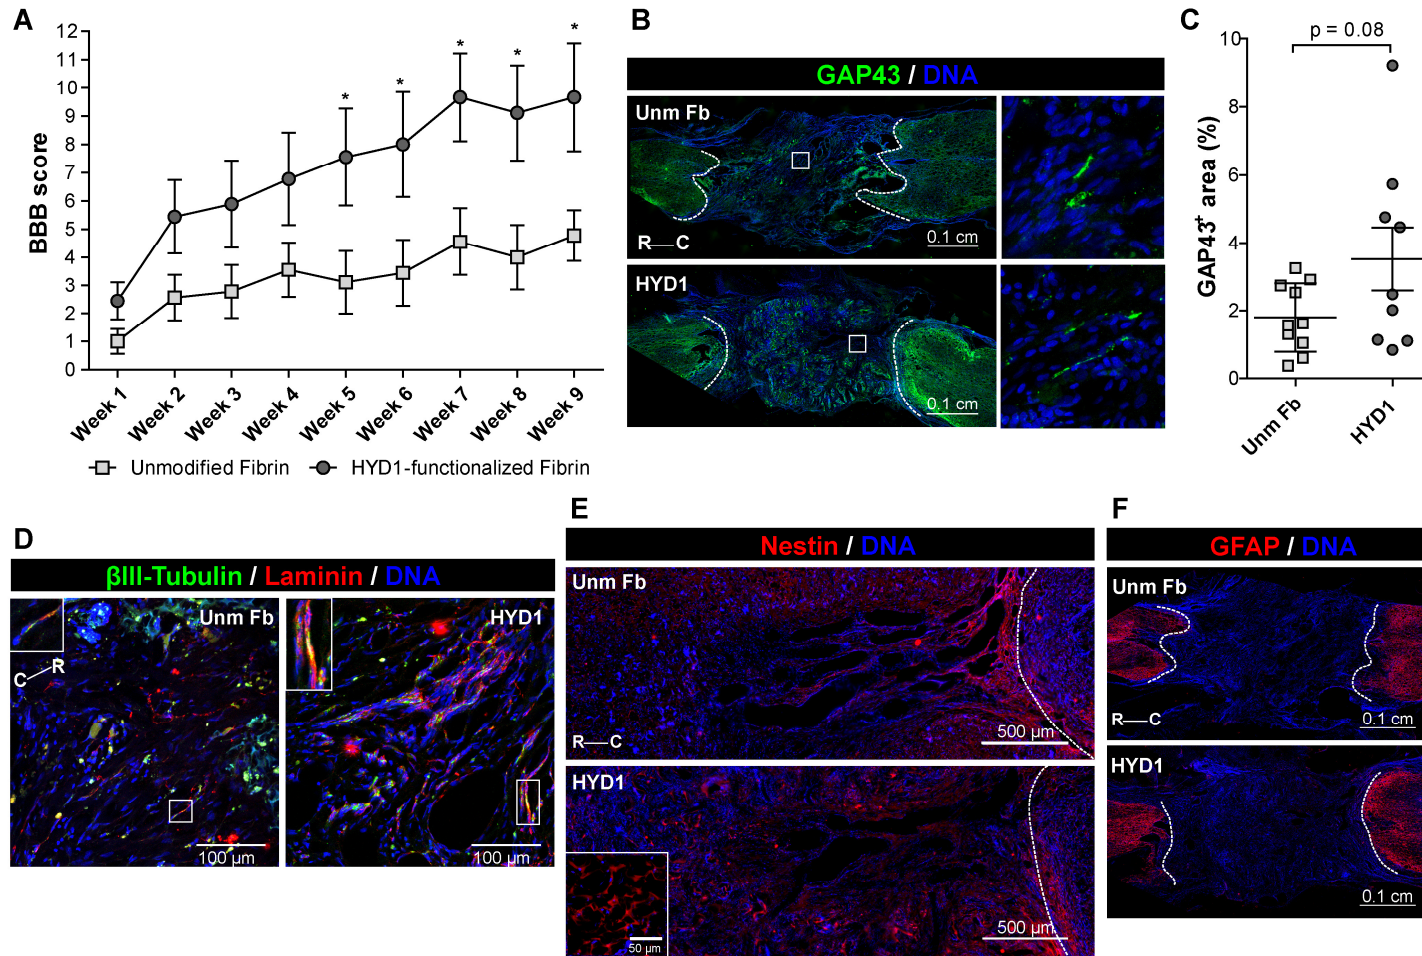 A
12
11
10
9
8
7
6
5
4
3
2
1
0
BBB score
* * * * *
Week 1 Week 2 Week 3 Week 4 Week 5 Week 6 Week 7 Week 8 Week 9
Unmodified Fibrin HYD1-functionalized Fibrin
B
GAP43 / DNA
Unm Fb
R—C
0.1 cm
HYD1
0.1 cm
C
p = 0.08
10
8
6
4
2
0
GAP43⁺ area (%)
Unm Fb HYD1
D
βIII-Tubulin / Laminin / DNA
Unm Fb
C—R
100 µm
HYD1
100 µm
E
Nestin / DNA
Unm Fb
R—C
500 µm
HYD1
50 µm
500 µm
F
GFAP / DNA
Unm Fb
R—C
0.1 cm
HYD1
0.1 cm